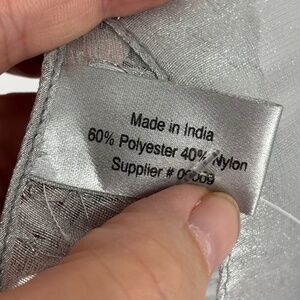 Made in India
60% Polyester 40% Nylon
Supplier #